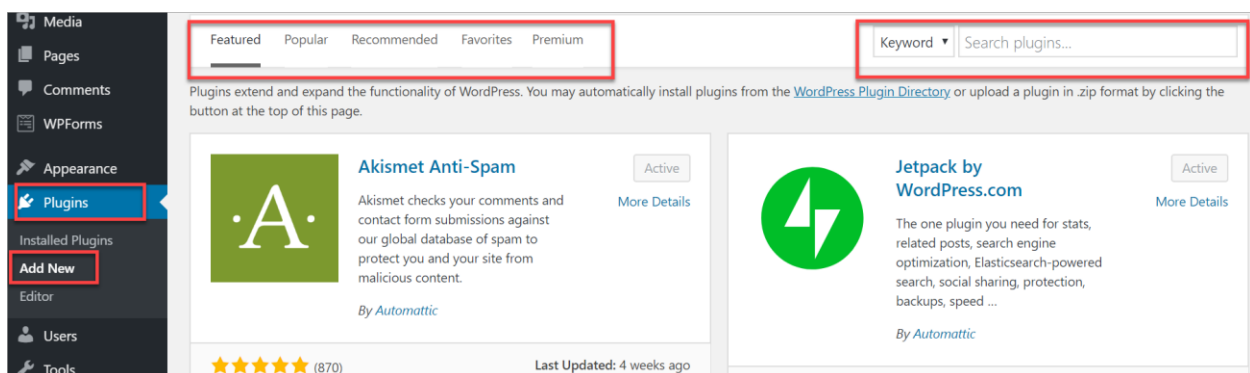 Media
Pages
Comments
WPForms
Appearance
Plugins
Installed Plugins
Add New
Editor
Users
Tools
Featured Popular Recommended Favorites Premium
Keyword ▼ Search plugins...
Plugins extend and expand the functionality of WordPress. You may automatically install plugins from the WordPress Plugin Directory or upload a plugin in .zip format by clicking the
button at the top of this page.
·A·
Akismet Anti-Spam
Active
More Details
Akismet checks your comments and
contact form submissions against
our global database of spam to
protect you and your site from
malicious content.
By Automattic
(870)
Last Updated: 4 weeks ago
Jetpack by
WordPress.com
Active
More Details
The one plugin you need for stats,
related posts, search engine
optimization, Elasticsearch-powered
search, social sharing, protection,
backups, speed ...
By Automattic